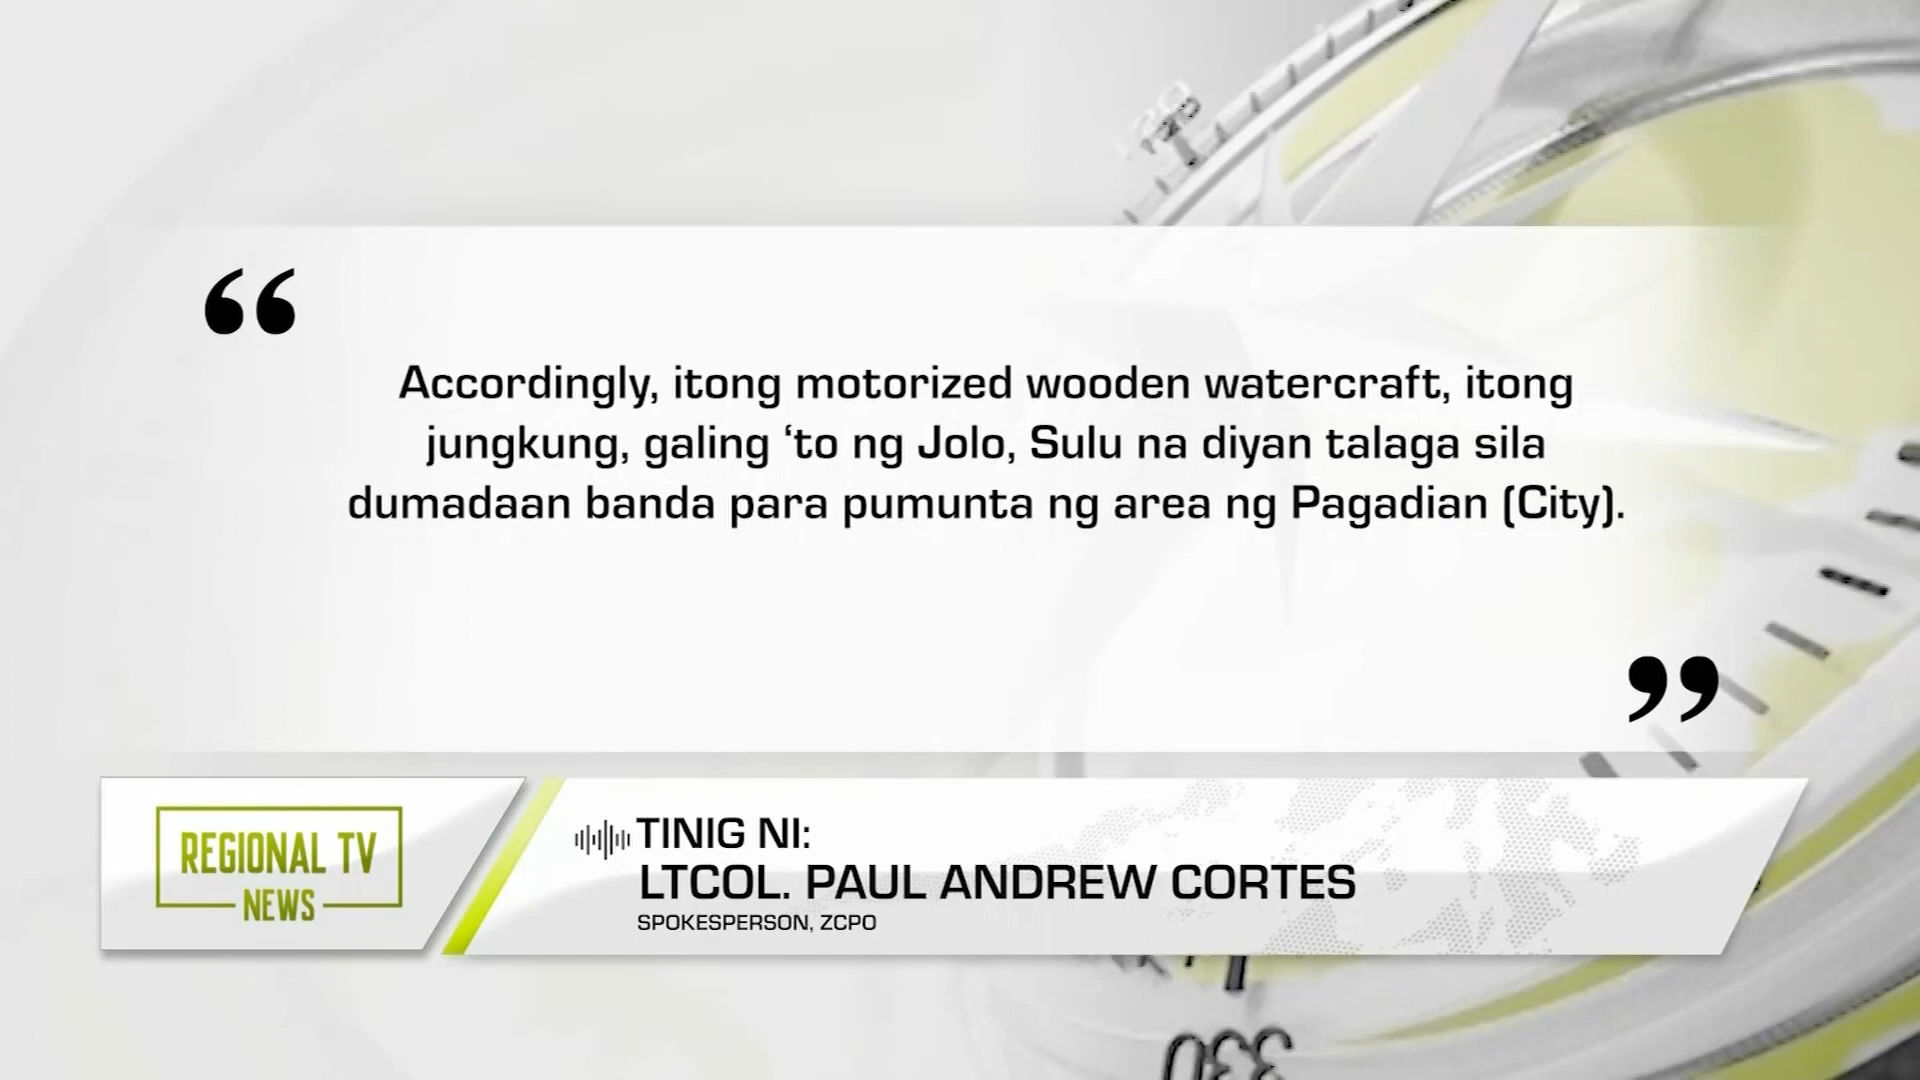 “
Accordingly, itong motorized wooden watercraft, itong
jungkung, galing ‘to ng Jolo, Sulu na diyan talaga sila
dumadaan banda para pumunta ng area ng Pagadian (City).
”
REGIONAL TV
NEWS
TINIG NI:
LTCOL. PAUL ANDREW CORTES
SPOKESPERSON, ZCPO
330